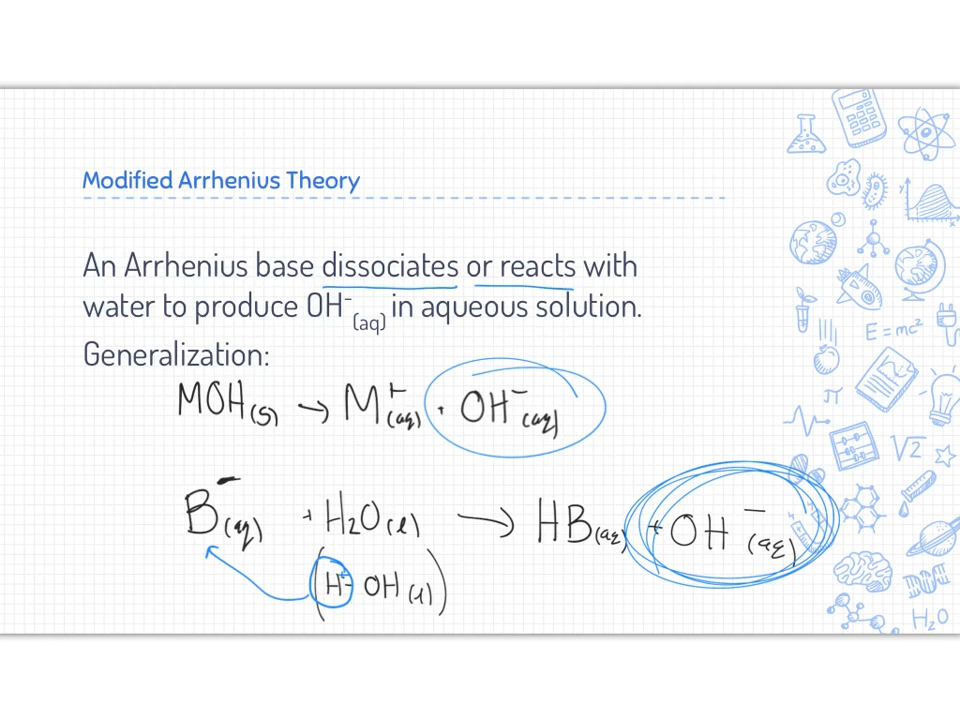 Modified Arrhenius Theory
An Arrhenius base dissociates or reacts with
water to produce OH⁻(aq) in aqueous solution.
Generalization:
MOH(s) → M⁺(aq) + OH⁻(aq)
B⁻(aq) + H₂O(l) → HB(aq) + OH⁻(aq)
(H⁺- OH(l))
y
x
E=mc²
π
√2
H₂O